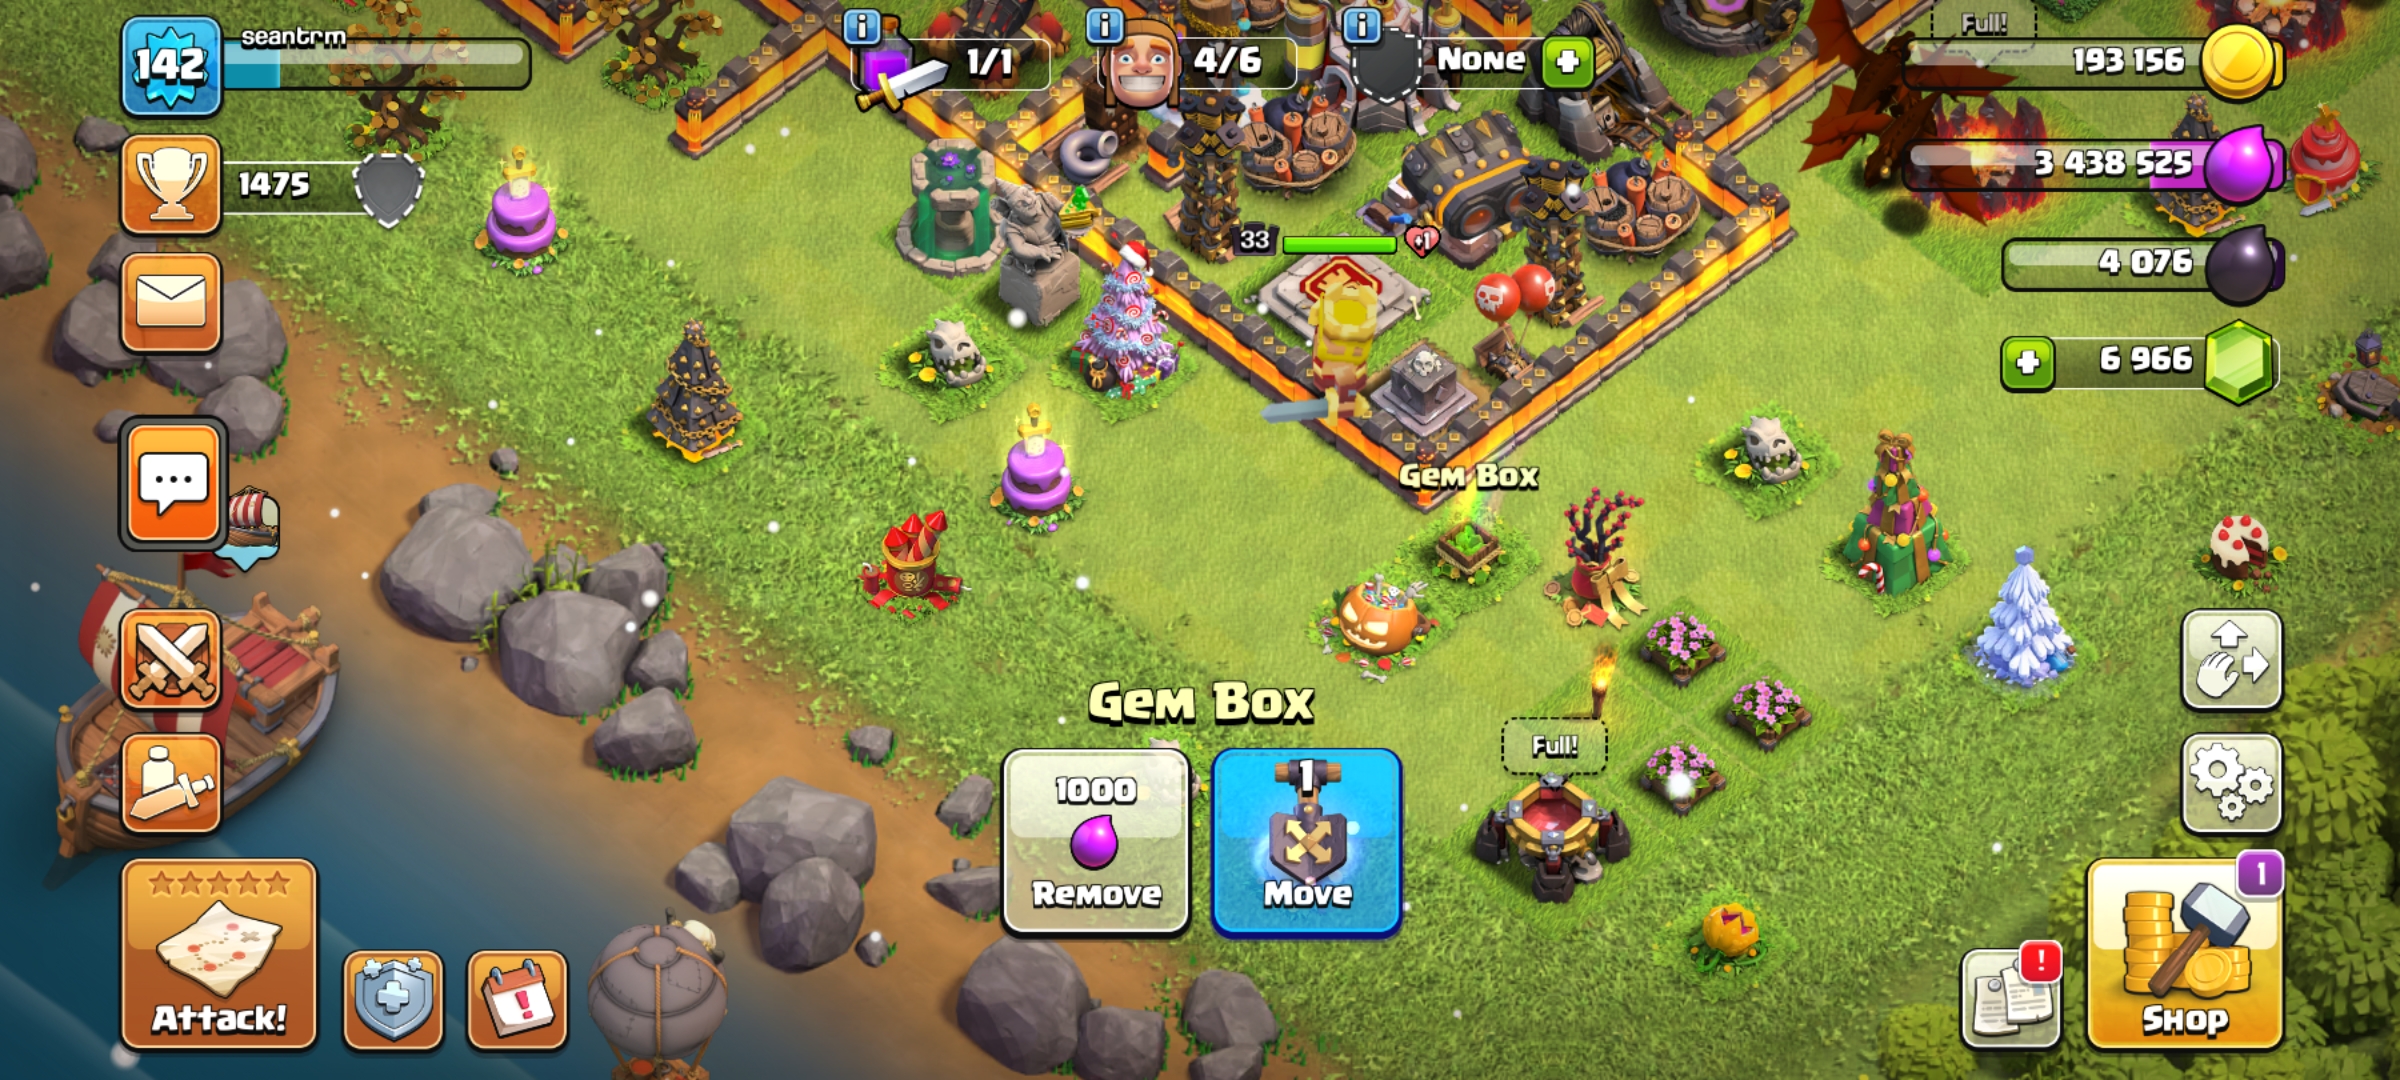 142
seantrm
1/1
4/6
None
Full!
193 156
1475
3 438 525
33
+1
4 076
6 966
Gem Box
Gem Box
1000
Remove
1
Move
Full!
Attack!
1
!
Shop